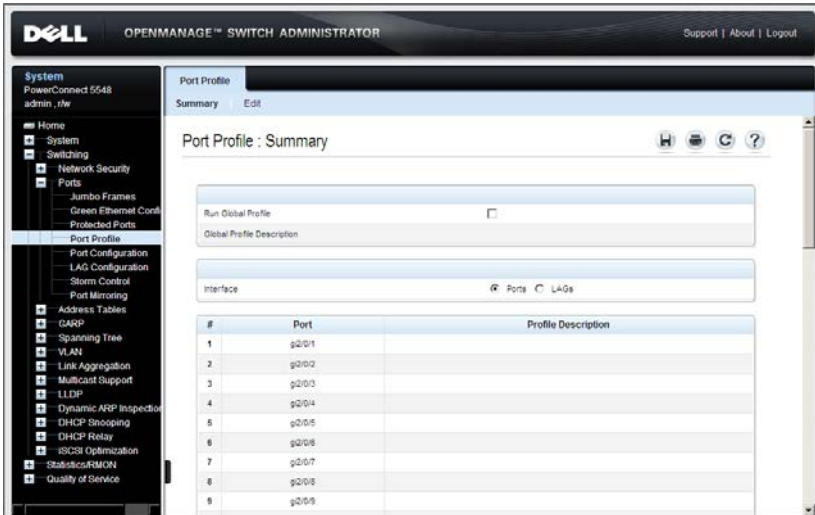 DELL OPENMANAGE™ SWITCH ADMINISTRATOR Support | About | Logout
System
PowerConnect 5548
admin , r/w
Home
System
Switching
Network Security
Ports
Jumbo Frames
Green Ethernet Confi
Protected Ports
Port Profile
Port Configuration
LAG Configuration
Storm Control
Port Mirroring
Address Tables
GARP
Spanning Tree
VLAN
Link Aggregation
Multicast Support
LLDP
Dynamic ARP Inspection
DHCP Snooping
DHCP Relay
iSCSI Optimization
Statistics/RMON
Quality of Service
Port Profile
Summary Edit
Port Profile : Summary
Run Global Profile
Global Profile Description
Interface Ports LAGs
# Port Profile Description
1 gi2/0/1
2 gi2/0/2
3 gi2/0/3
4 gi2/0/4
5 gi2/0/5
6 gi2/0/6
7 gi2/0/7
8 gi2/0/8
9 gi2/0/9